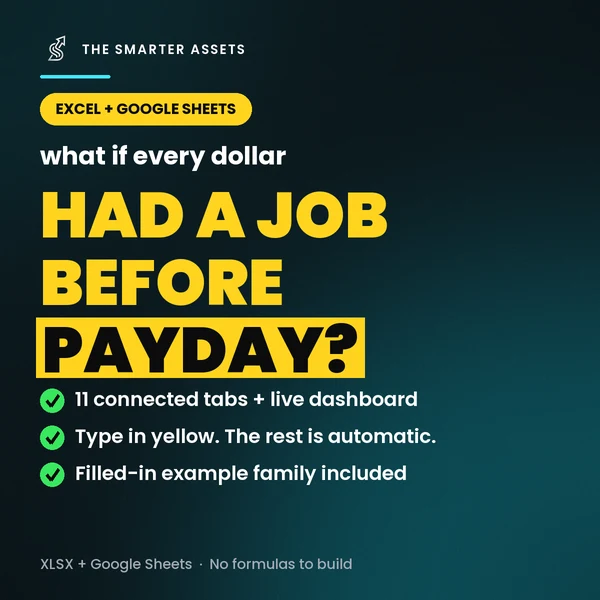 THE SMARTER ASSETS
EXCEL + GOOGLE SHEETS
what if every dollar
HAD A JOB
BEFORE
PAYDAY?
11 connected tabs + live dashboard
Type in yellow. The rest is automatic.
Filled-in example family included
XLSX + Google Sheets · No formulas to build